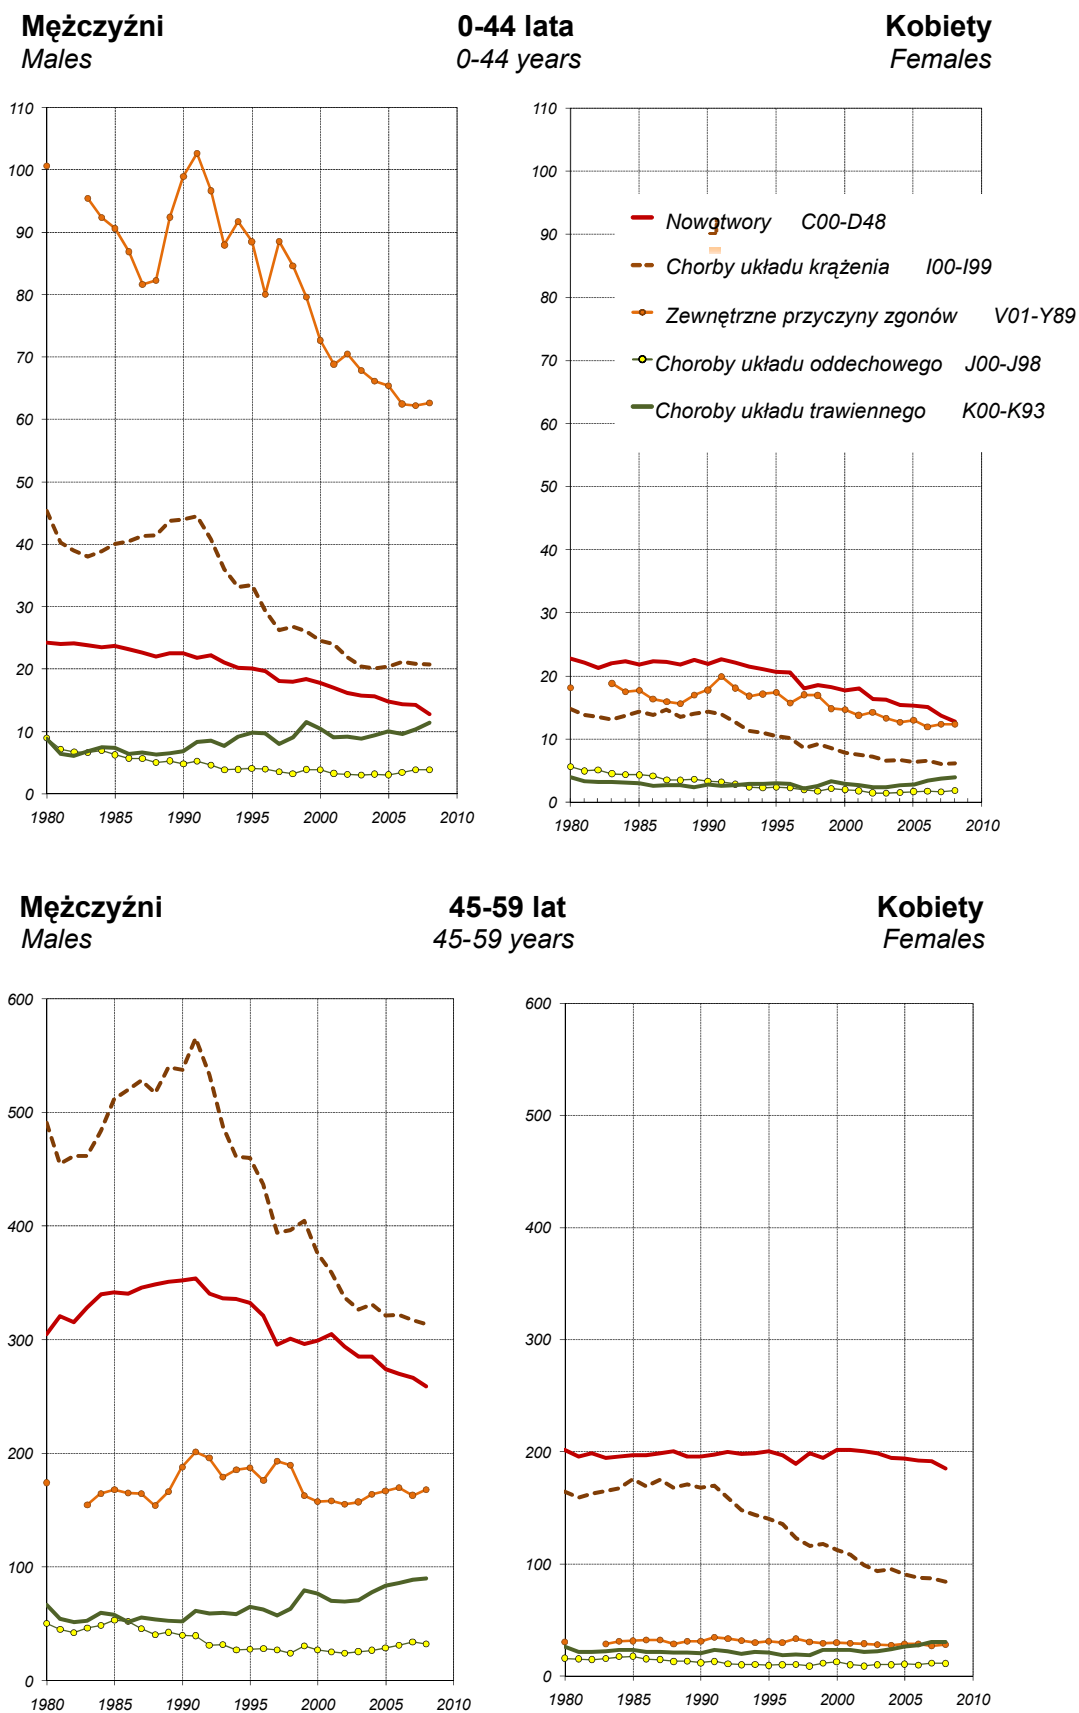 Mężczyźni 0-44 lata Kobiety
Males 0-44 years Females
110
100
90
80
70
60
50
40
30
20
10
0
1980 1985 1990 1995 2000 2005 2010
110
100
90
80
70
60
50
40
30
20
10
0
1980 1985 1990 1995 2000 2005 2010
Nowotwory C00-D48
Chorby układu krążenia I00-I99
Zewnętrzne przyczyny zgonów V01-Y89
Choroby układu oddechowego J00-J98
Choroby układu trawiennego K00-K93
Mężczyźni 45-59 lat Kobiety
Males 45-59 years Females
600
500
400
300
200
100
0
1980 1985 1990 1995 2000 2005 2010
600
500
400
300
200
100
0
1980 1985 1990 1995 2000 2005 2010